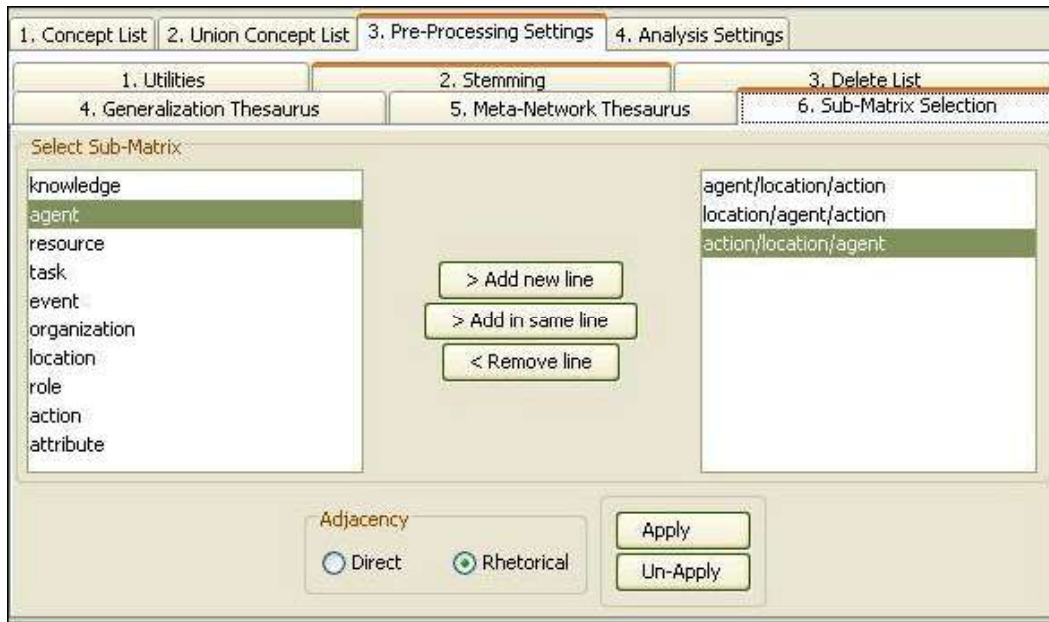 1. Concept List 2. Union Concept List 3. Pre-Processing Settings 4. Analysis Settings
1. Utilities 2. Stemming 3. Delete List
4. Generalization Thesaurus 5. Meta-Network Thesaurus 6. Sub-Matrix Selection
Select Sub-Matrix
knowledge
agent
resource
task
event
organization
location
role
action
attribute
> Add new line
> Add in same line
< Remove line
agent/location/action
location/agent/action
action/location/agent
Adjacency
Direct Rhetorical
Apply
Un-Apply